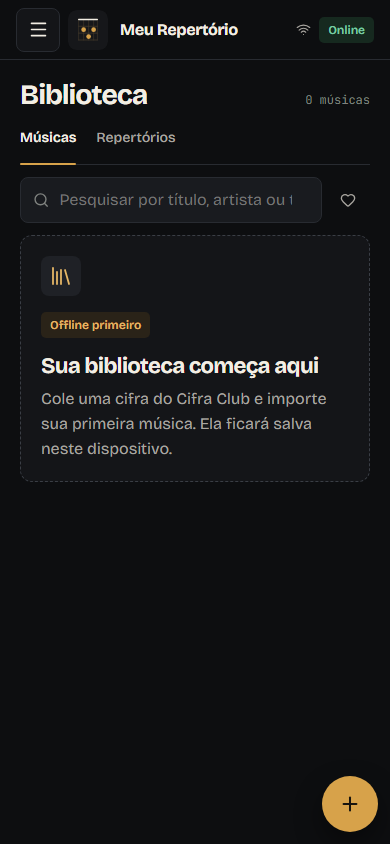 Meu Repertório
Online
Biblioteca
0 músicas
Músicas
Repertórios
Pesquisar por título, artista ou
Offline primeiro
Sua biblioteca começa aqui
Cole uma cifra do Cifra Club e importe
sua primeira música. Ela ficará salva
neste dispositivo.